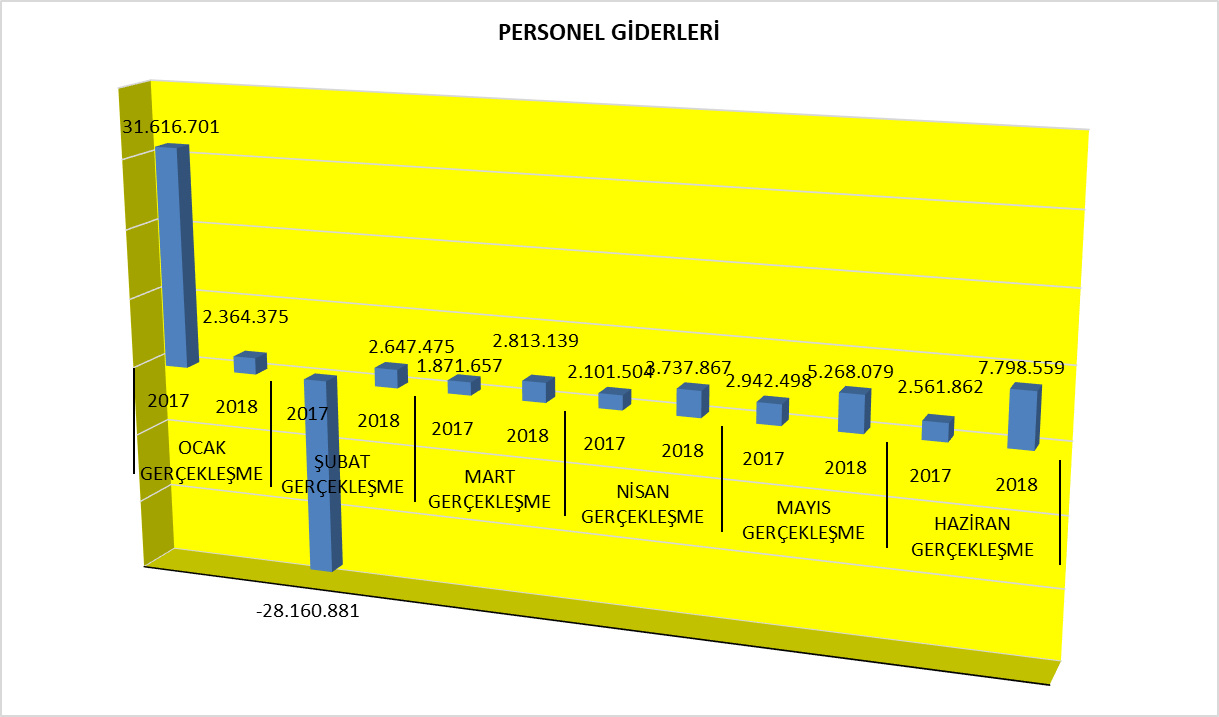 PERSONEL GİDERLERİ
31.616.701
2.364.375
-28.160.881
2.647.475
1.871.657
2.813.139
2.101.504
3.737.867
2.942.498
5.268.079
2.561.862
7.798.559
2017
2018
2017
2018
2017
2018
2017
2018
2017
2018
2017
2018
OCAK
GERÇEKLEŞME
ŞUBAT
GERÇEKLEŞME
MART
GERÇEKLEŞME
NİSAN
GERÇEKLEŞME
MAYIS
GERÇEKLEŞME
HAZİRAN
GERÇEKLEŞME